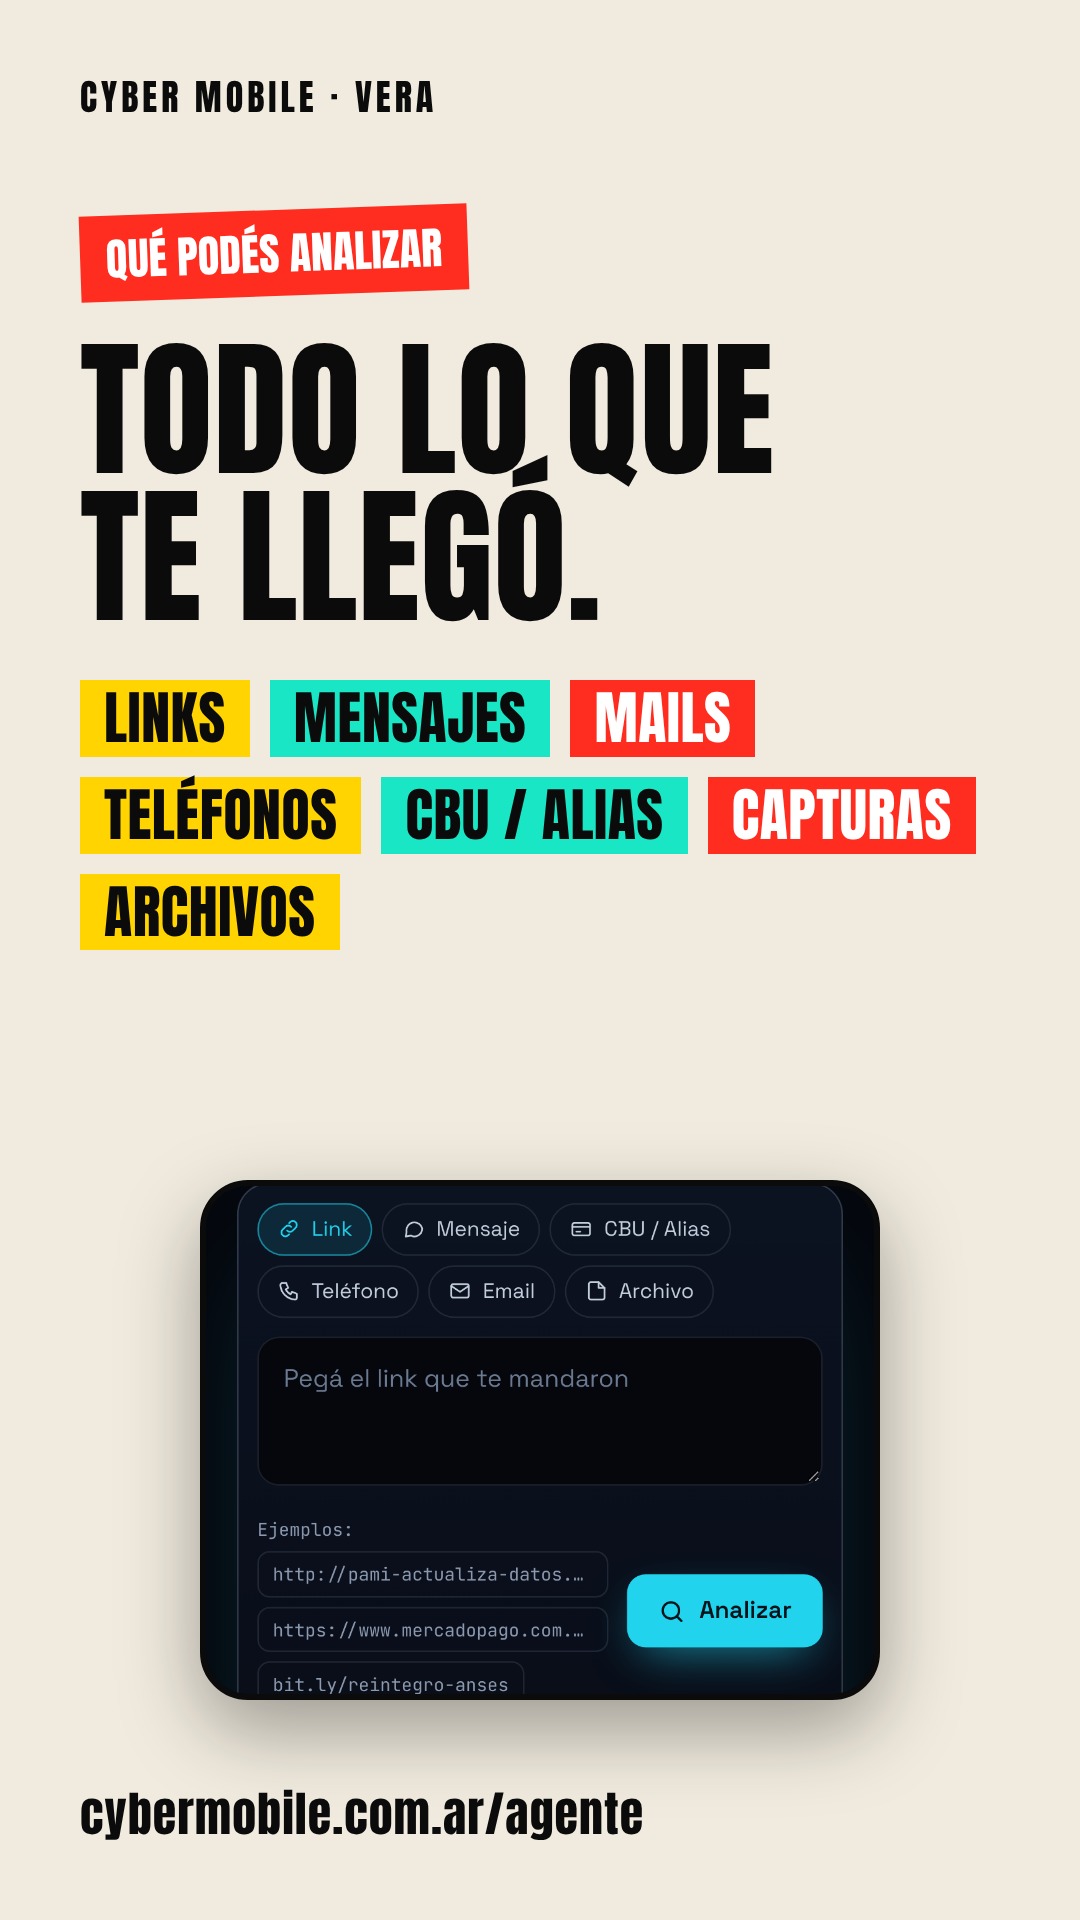 CYBER MOBILE · VERA
QUÉ PODÉS ANALIZAR
TODO LO QUE
TE LLEGÓ.
LINKS MENSAJES MAILS
TELÉFONOS CBU / ALIAS CAPTURAS
ARCHIVOS
Link Mensaje CBU / Alias
Teléfono Email Archivo
Pegá el link que te mandaron
Ejemplos:
http://pami-actualiza-datos.…
https://www.mercadopago.com.…
Analizar
bit.ly/reintegro-anses
cybermobile.com.ar/agente